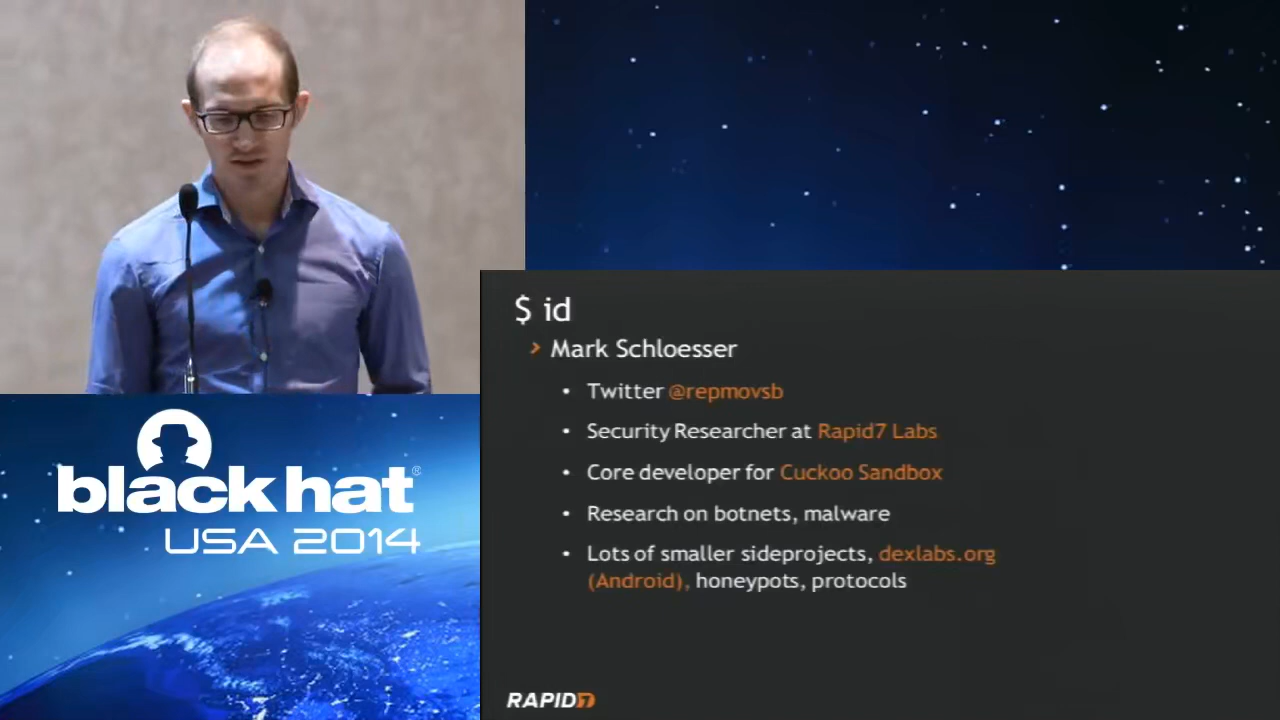 $ id
› Mark Schloesser
• Twitter @repmovsb
• Security Researcher at Rapid7 Labs
• Core developer for Cuckoo Sandbox
• Research on botnets, malware
• Lots of smaller sideprojects, dexlabs.org
(Android), honeypots, protocols
RAPID7
black hat®
USA 2014